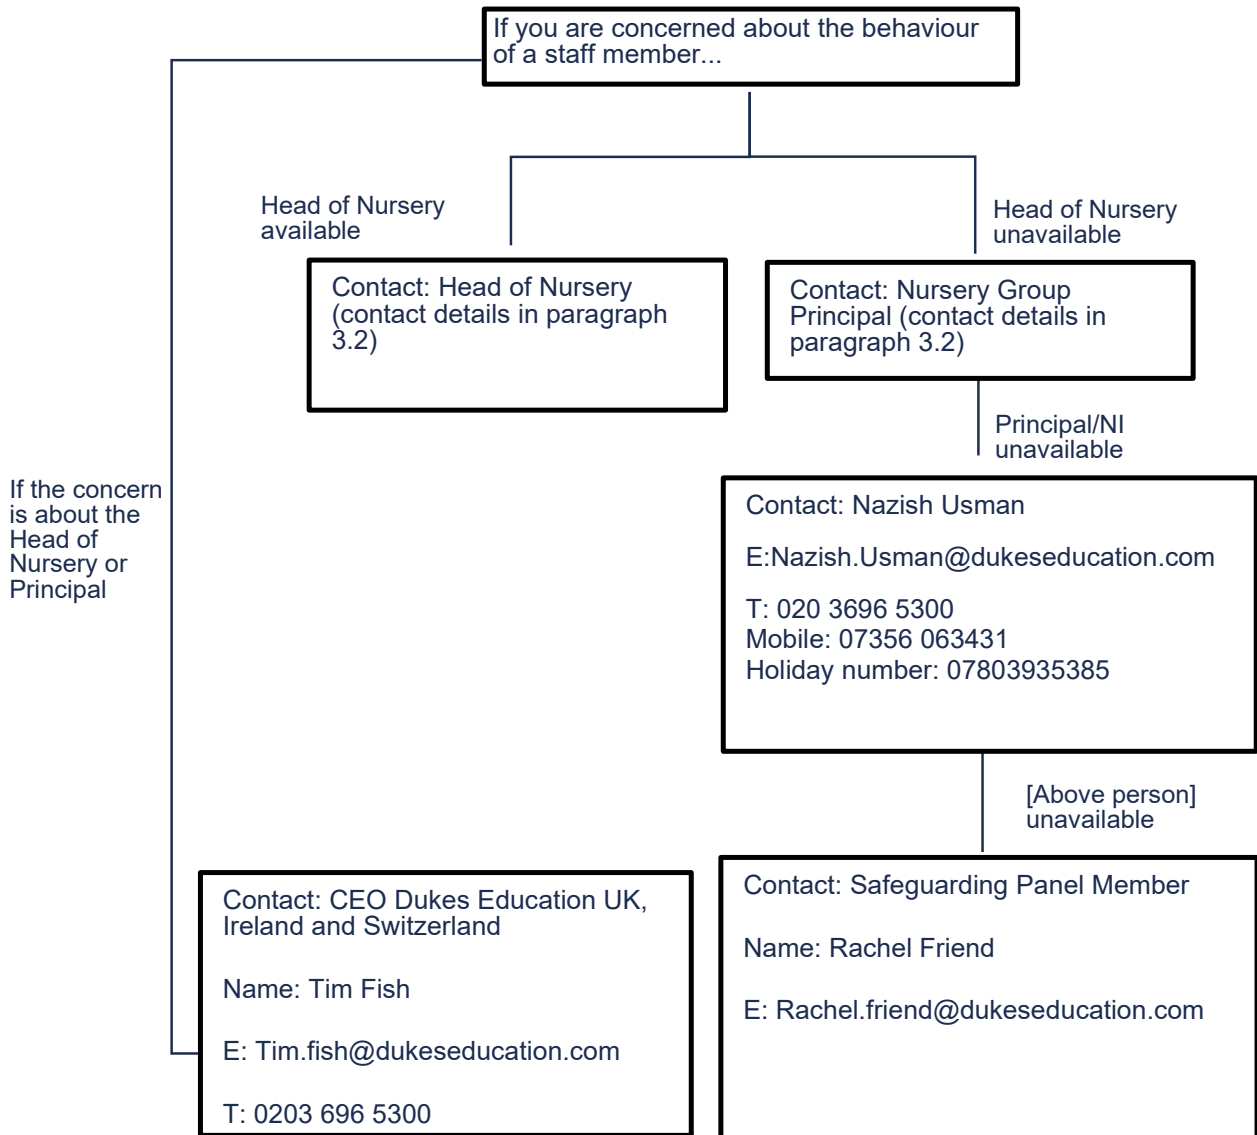 If you are concerned about the behaviour
of a staff member...
Head of Nursery
available
Head of Nursery
unavailable
Contact: Head of Nursery
(contact details in paragraph
3.2)
Contact: Nursery Group
Principal (contact details in
paragraph 3.2)
Principal/NI
unavailable
If the concern
is about the
Head of
Nursery or
Principal
Contact: Nazish Usman
E:Nazish.Usman@dukeseducation.com
T: 020 3696 5300
Mobile: 07356 063431
Holiday number: 07803935385
[Above person]
unavailable
Contact: CEO Dukes Education UK,
Ireland and Switzerland
Name: Tim Fish
E: Tim.fish@dukeseducation.com
T: 0203 696 5300
Contact: Safeguarding Panel Member
Name: Rachel Friend
E: Rachel.friend@dukeseducation.com